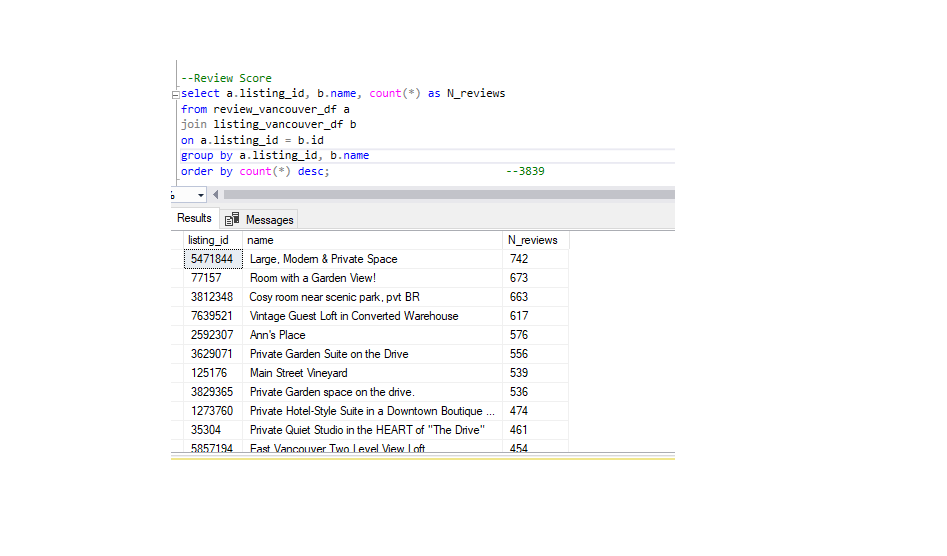 --Review Score
select a.listing_id, b.name, count(*) as N_reviews
from review_vancouver_df a
join listing_vancouver_df b
on a.listing_id = b.id
group by a.listing_id, b.name
order by count(*) desc; --3839
Results Messages
listing_id name N_reviews
5471844 Large, Modern & Private Space 742
77157 Room with a Garden View! 673
3812348 Cosy room near scenic park, pvt BR 663
7639521 Vintage Guest Loft in Converted Warehouse 617
2592307 Ann's Place 576
3629071 Private Garden Suite on the Drive 556
125176 Main Street Vineyard 539
3829365 Private Garden space on the drive. 536
1273760 Private Hotel-Style Suite in a Downtown Boutique ... 474
35304 Private Quiet Studio in the HEART of "The Drive" 461
5857194 East Vancouver Two Level View Loft 454